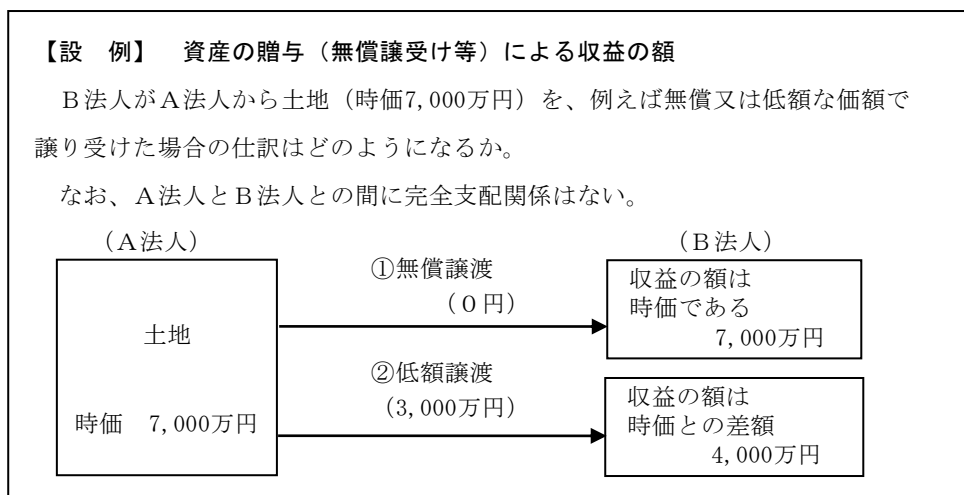 【設　例】　資産の贈与（無償譲受け等）による収益の額
Ｂ法人がＡ法人から土地（時価7,000万円）を、例えば無償又は低額な価額で
譲り受けた場合の仕訳はどのようになるか。
なお、Ａ法人とＢ法人との間に完全支配関係はない。
（Ａ法人）
（Ｂ法人）
①無償譲渡
（０円）
収益の額は
時価である
7,000万円
土地
時価　7,000万円
②低額譲渡
（3,000万円）
収益の額は
時価との差額
4,000万円